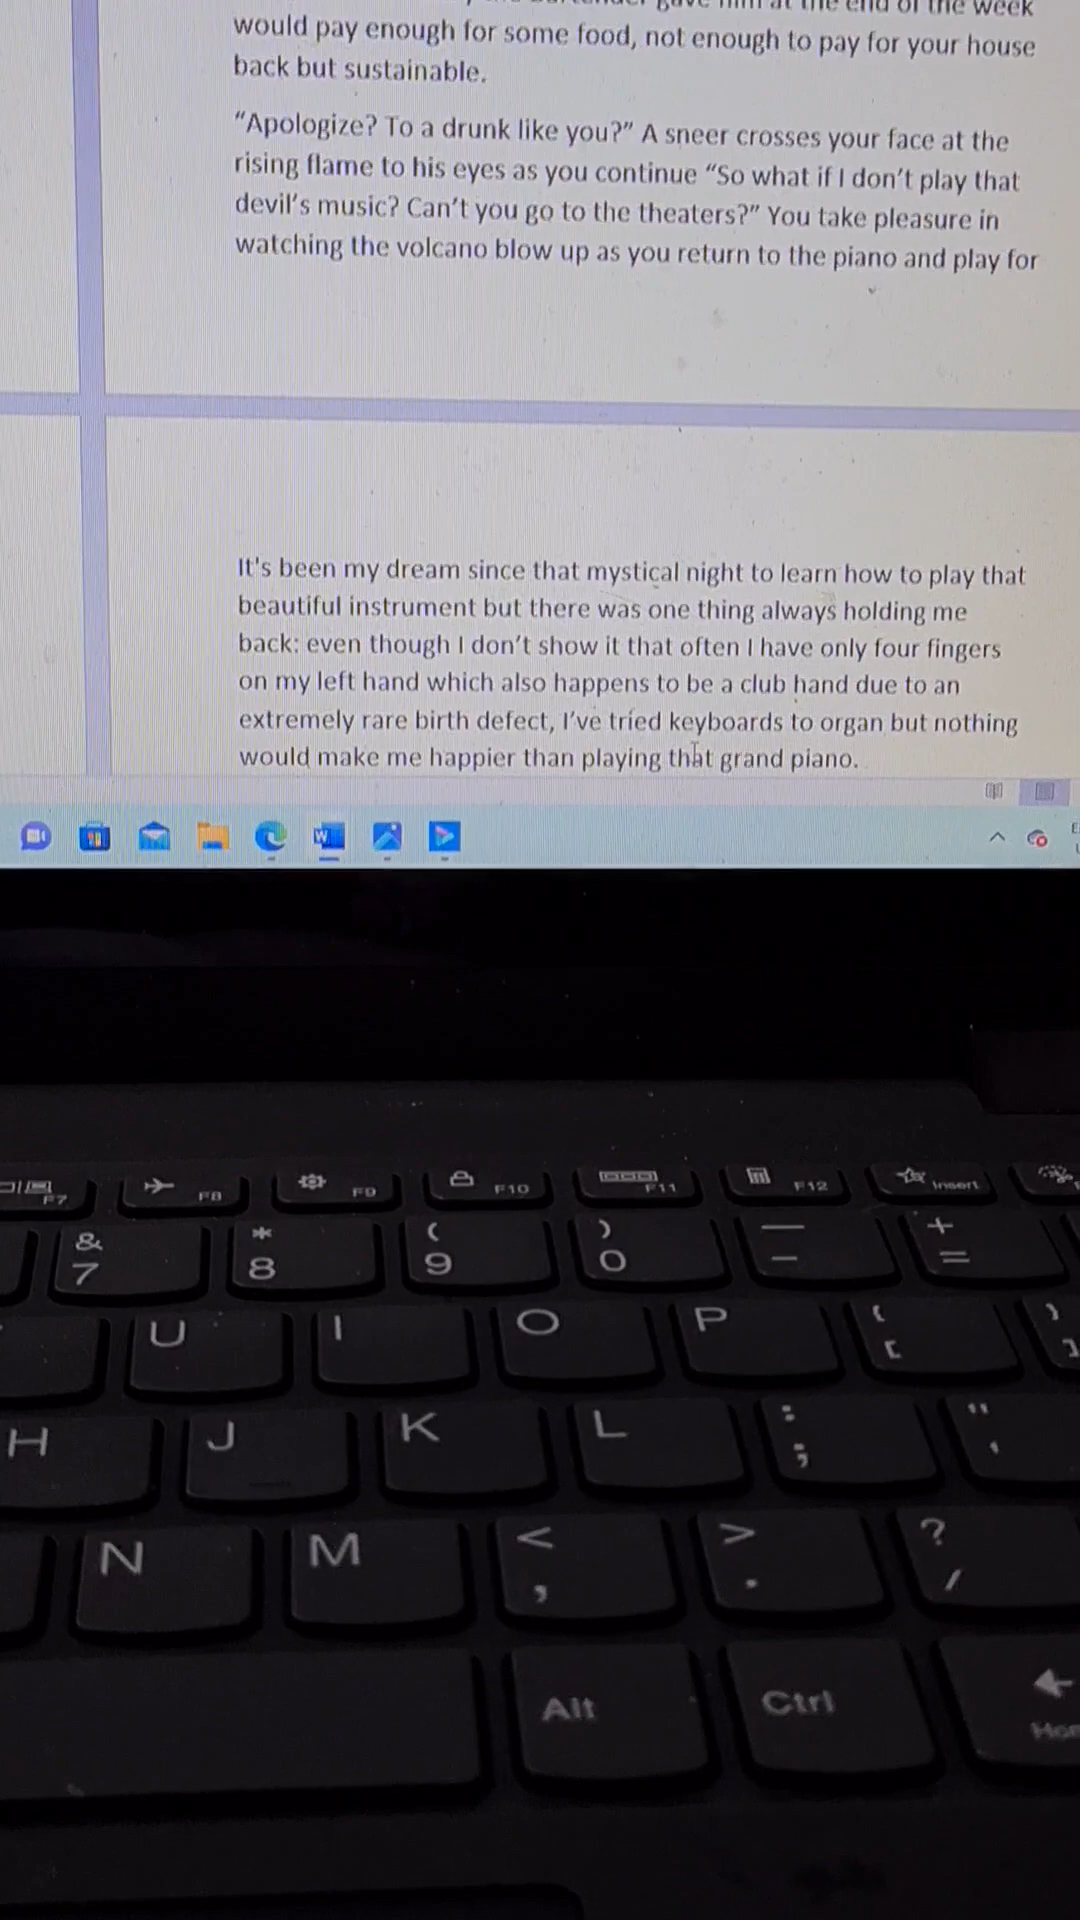 at the end of the week
would pay enough for some food, not enough to pay for your house
back but sustainable.
“Apologize? To a drunk like you?” A sneer crosses your face at the
rising flame to his eyes as you continue “So what if I don’t play that
devil’s music? Can’t you go to the theaters?” You take pleasure in
watching the volcano blow up as you return to the piano and play for
It's been my dream since that mystical night to learn how to play that
beautiful instrument but there was one thing always holding me
back: even though I don’t show it that often I have only four fingers
on my left hand which also happens to be a club hand due to an
extremely rare birth defect, I’ve tried keyboards to organ but nothing
would make me happier than playing that grand piano.
W
F7 F8 F9 F10 F11 F12 Insert
& * ( ) _ +
7 8 9 0 - =
U I O P { [ } ]
H J K L : ; " '
N M < , > . ? /
Alt Ctrl